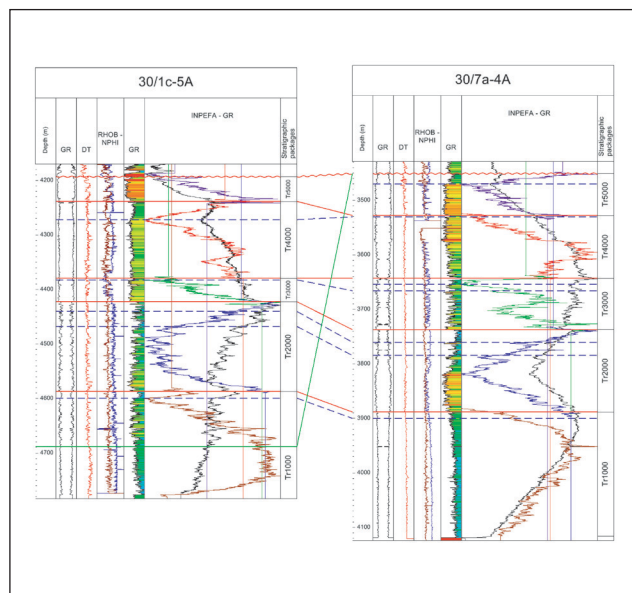 30/1c-5A
Depth (m)
GR
DT
RHOB -
NPHI
GR
INPEFA - GR
Stratigraphic
packages
4200
4300
4400
4500
4600
4700
Tr5000
Tr4000
Tr3000
Tr2000
Tr1000
30/7a-4A
Depth (m)
GR
DT
RHOB -
NPHI
GR
INPEFA - GR
Stratigraphic
packages
3500
3600
3700
3800
3900
4000
4100
Tr5000
Tr4000
Tr3000
Tr2000
Tr1000